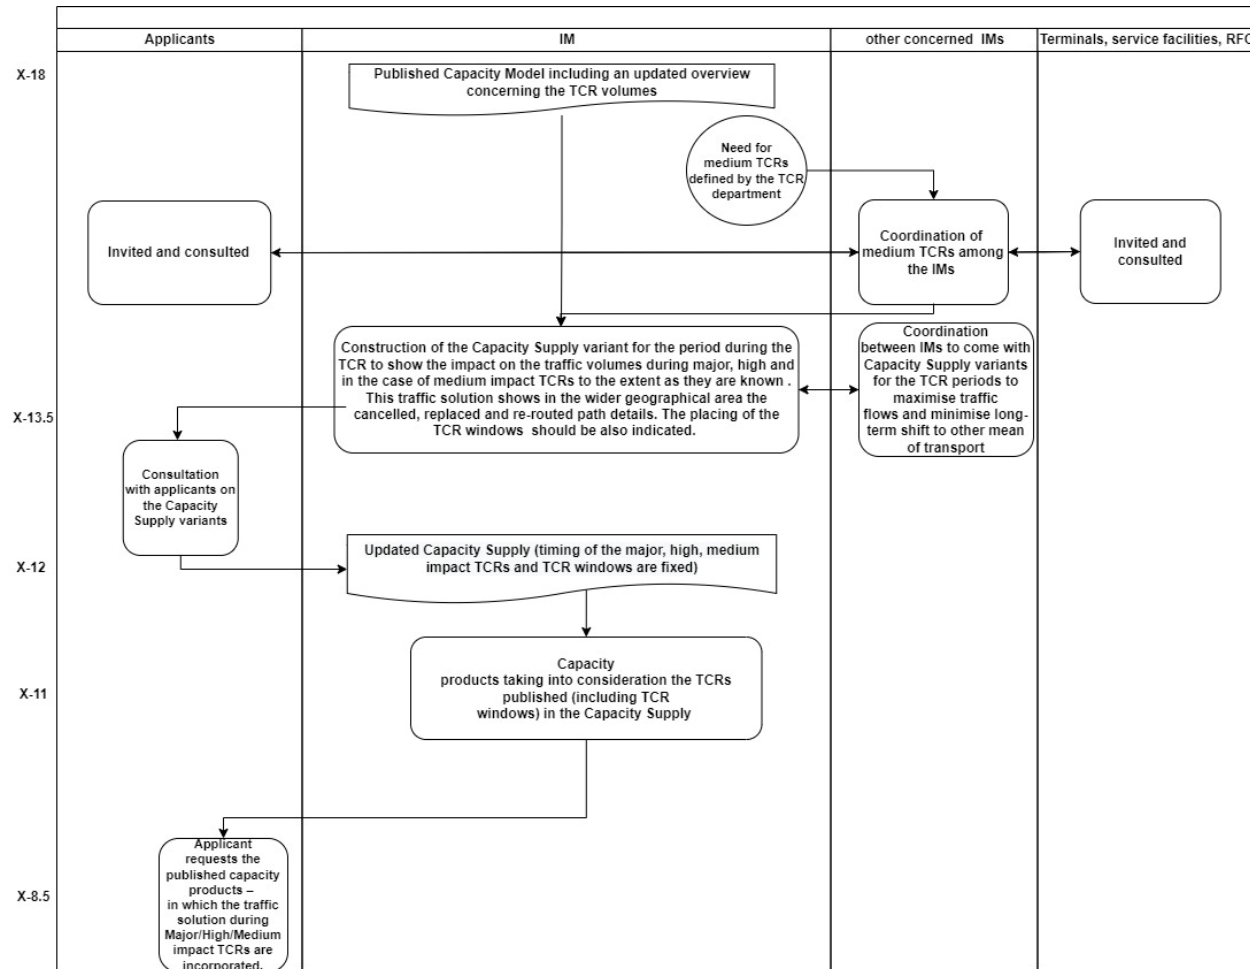 Applicants
IM
other concerned IMs
Terminals, service facilities, RFC
X-18
Published Capacity Model including an updated overview
concerning the TCR volumes
Need for
medium TCRs
defined by the TCR
department
Invited and consulted
Coordination of
medium TCRs among
the IMs
Invited and
consulted
Construction of the Capacity Supply variant for the period during the
TCR to show the impact on the traffic volumes during major, high and
in the case of medium impact TCRs to the extent as they are known .
This traffic solution shows in the wider geographical area the
cancelled, replaced and re-routed path details. The placing of the
TCR windows should be also indicated.
Coordination
between IMs to come with
Capacity Supply variants
for the TCR periods to
maximise traffic
flows and minimise long-
term shift to other mean
of transport
X-13.5
Consultation
with applicants on
the Capacity
Supply variants
X-12
Updated Capacity Supply (timing of the major, high, medium
impact TCRs and TCR windows are fixed)
X-11
Capacity
products taking into consideration the TCRs
published (including TCR
windows) in the Capacity Supply
X-8.5
Applicant
requests the
published capacity
products –
in which the traffic
solution during
Major/High/Medium
impact TCRs are
incorporated.